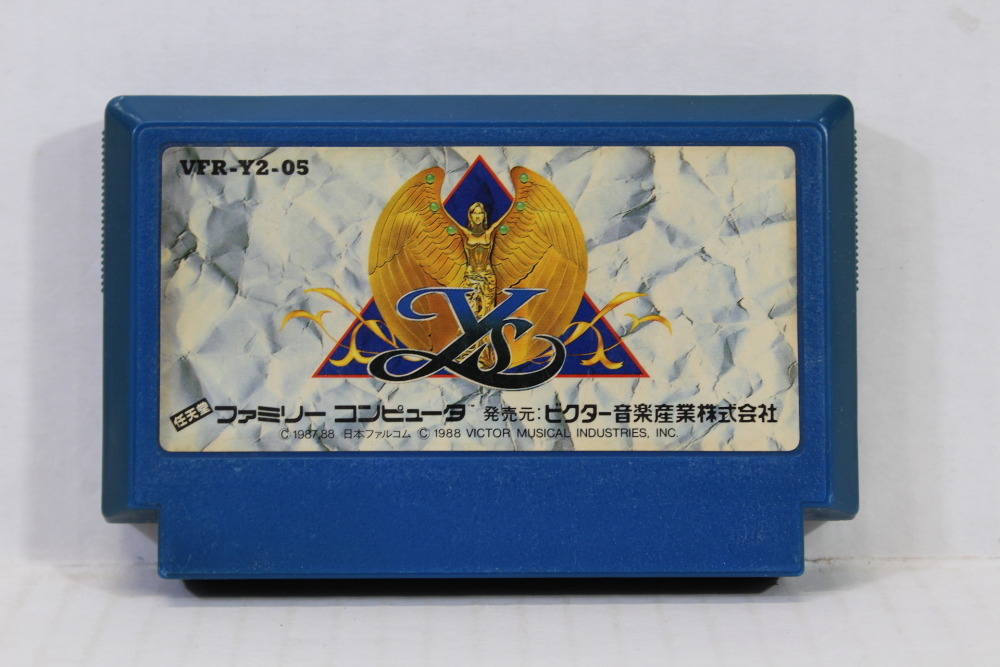 VFR-Y2-05
Ys
任天堂 ファミリー コンピュータ™ 発売元:ビクター音楽産業株式会社
© 1987,88 日本ファルコム © 1988 VICTOR MUSICAL INDUSTRIES, INC.